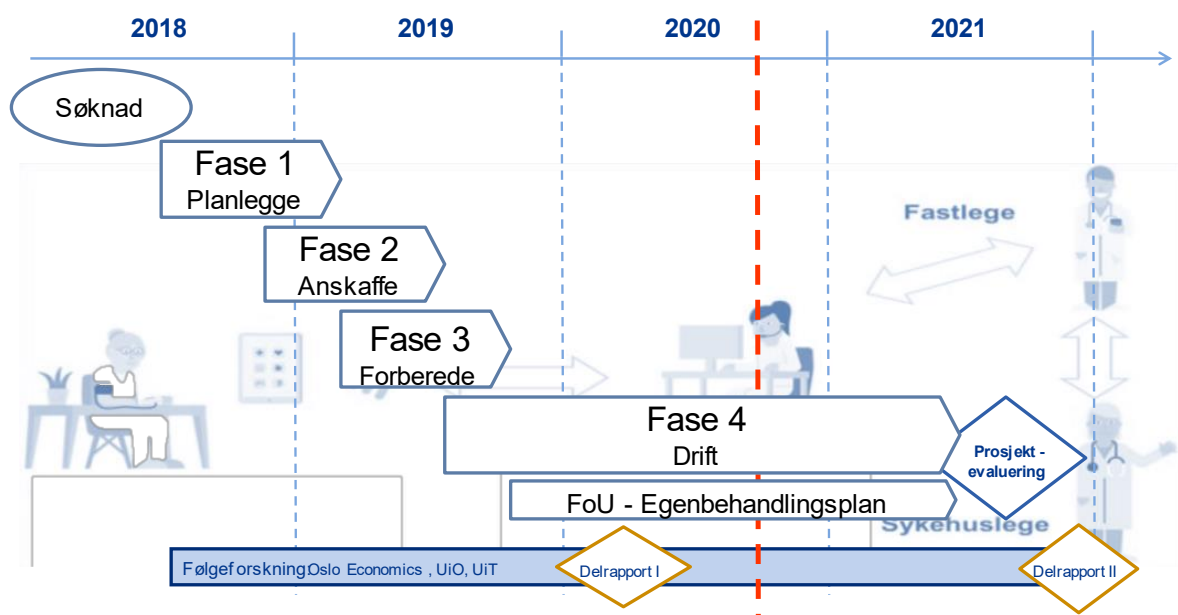 2018 2019 2020 2021
Søknad
Fase 1
Planlegge
Fastlege
Fase 2
Anskaffe
Fase 3
Forberede
Fase 4
Drift
Prosjekt -
evaluering
FoU - Egenbehandlingsplan
Sykehuslege
Følgeforskning:Oslo Economics , UiO, UiT
Delrapport I
Delrapport II